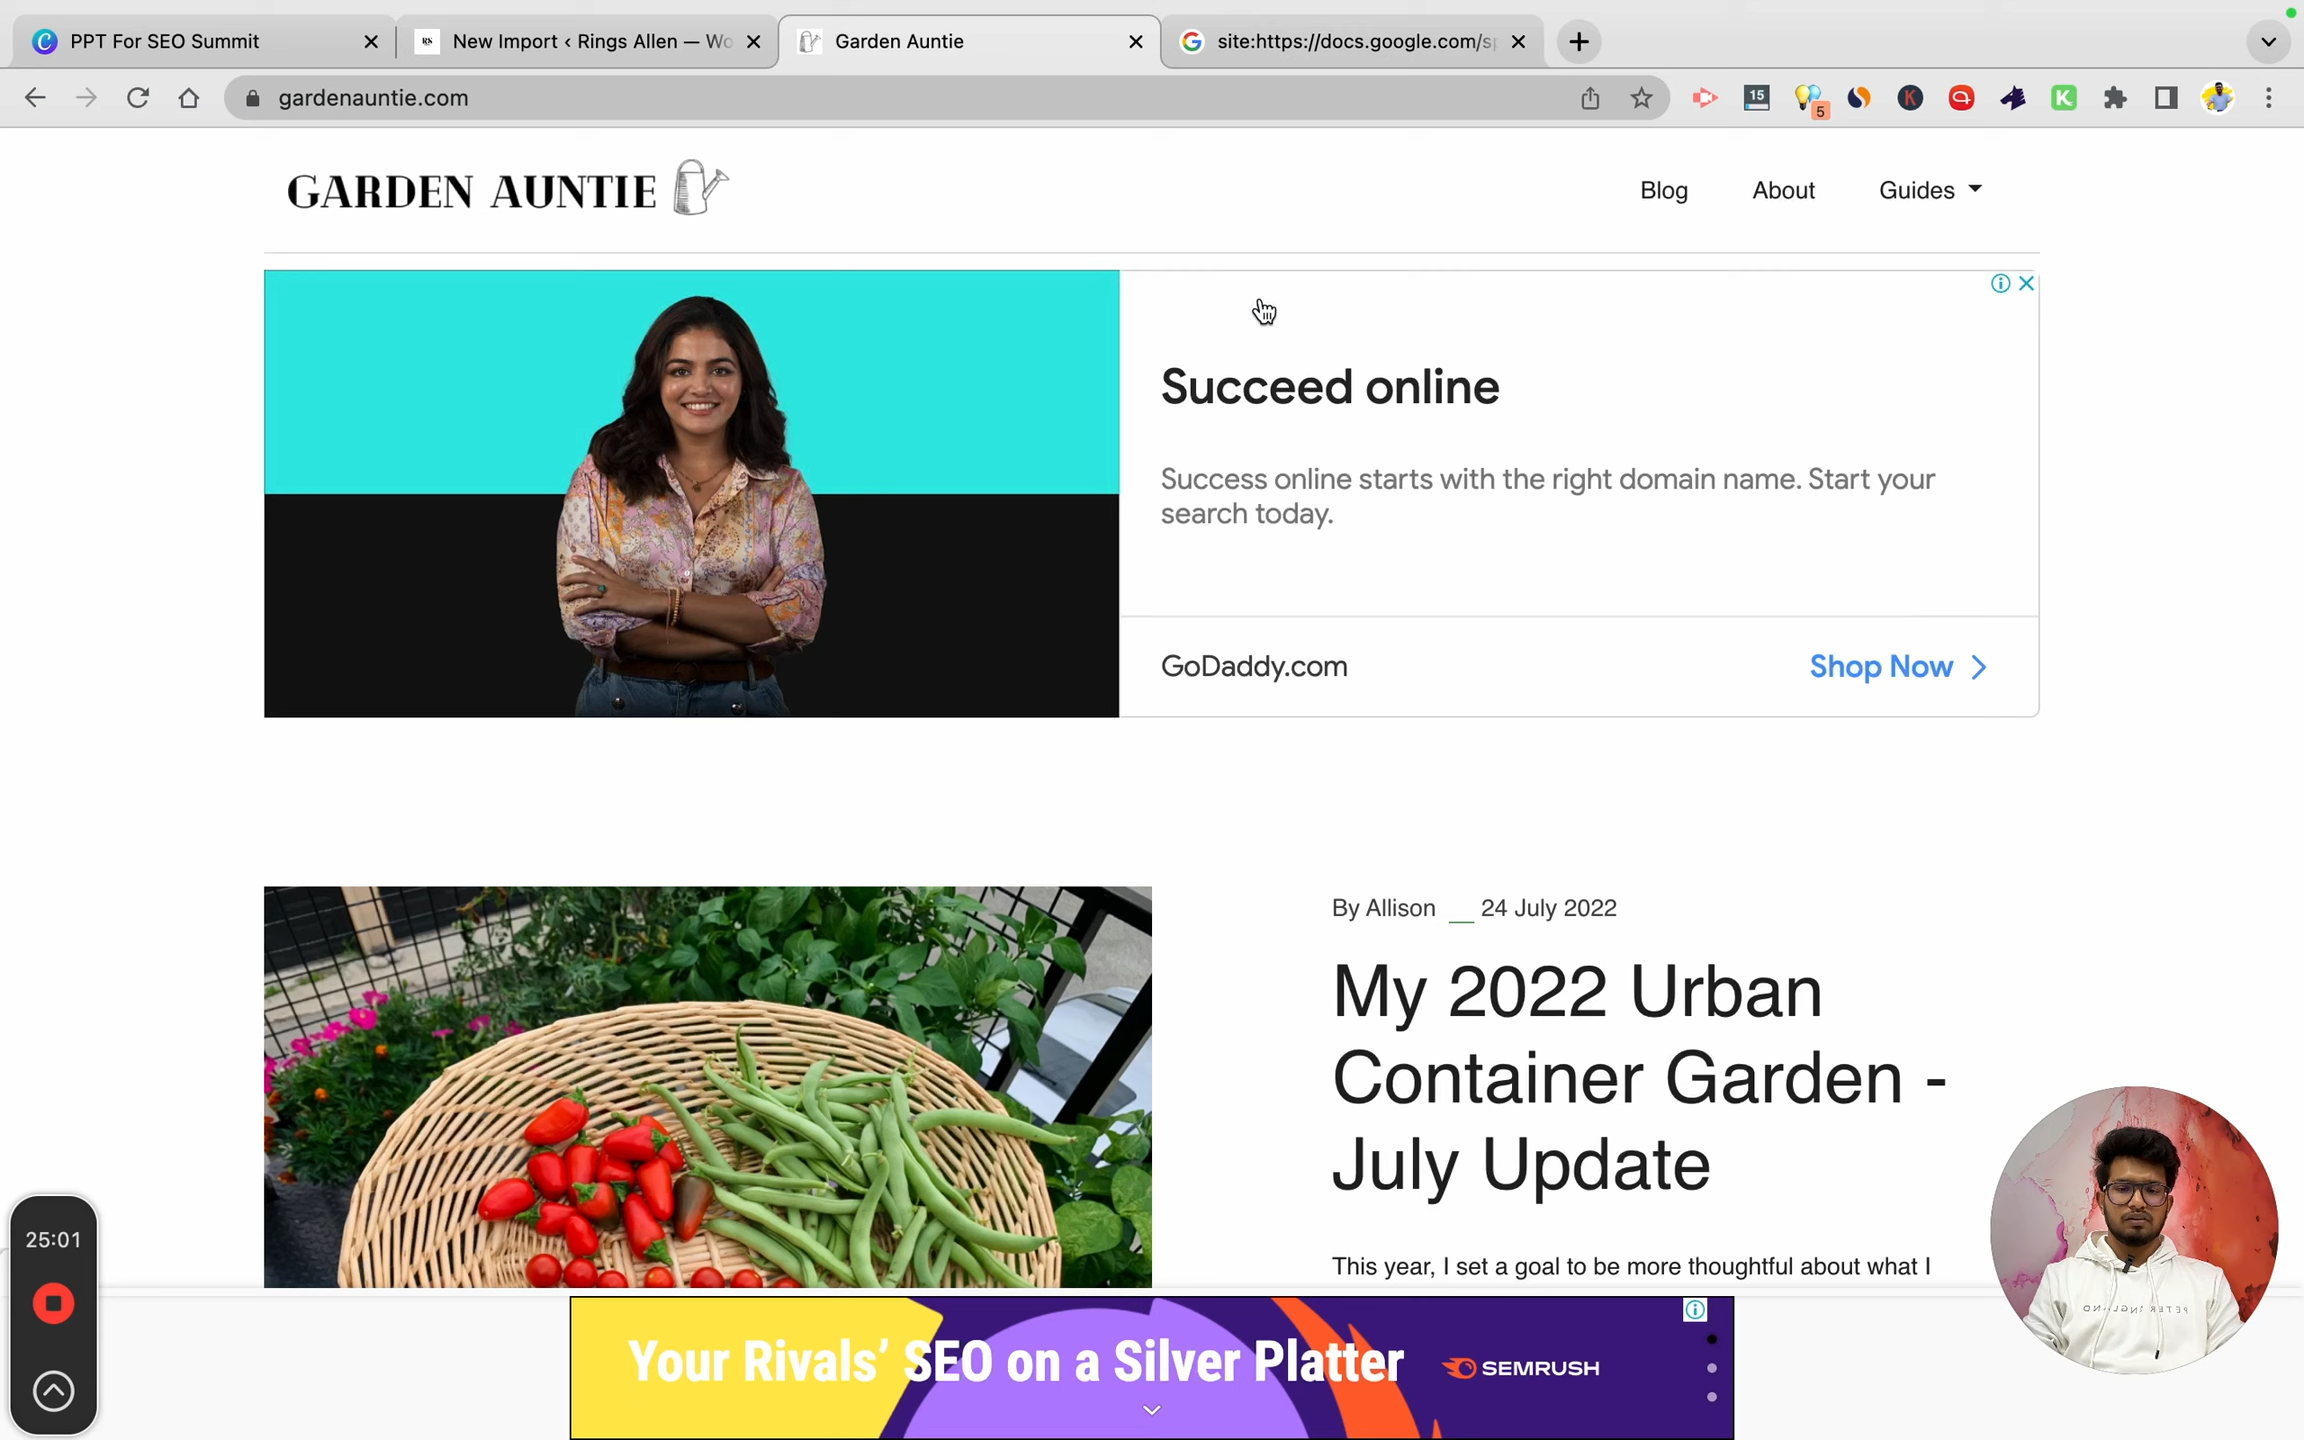 PPT For SEO Summit
New Import ‹ Rings Allen — Wo
Garden Auntie
site:https://docs.google.com/sp
gardenauntie.com
15
5
K
K
GARDEN AUNTIE
Blog
About
Guides
Succeed online
Success online starts with the right domain name. Start your
search today.
GoDaddy.com
Shop Now
By Allison
24 July 2022
My 2022 Urban
Container Garden -
July Update
This year, I set a goal to be more thoughtful about what I
25:01
Your Rivals' SEO on a Silver Platter
SEMRUSH